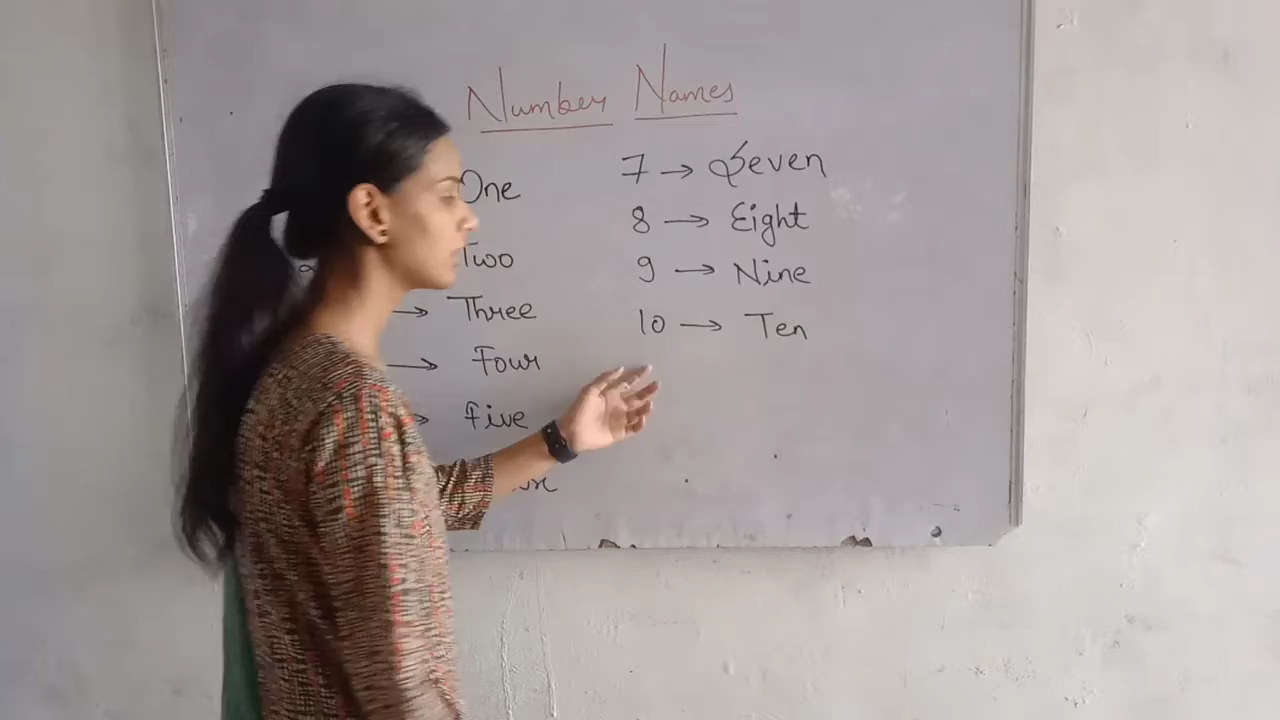 Number Names
One
Two
→ Three
→ Four
→ Five
7 → Seven
8 → Eight
9 → Nine
10 → Ten